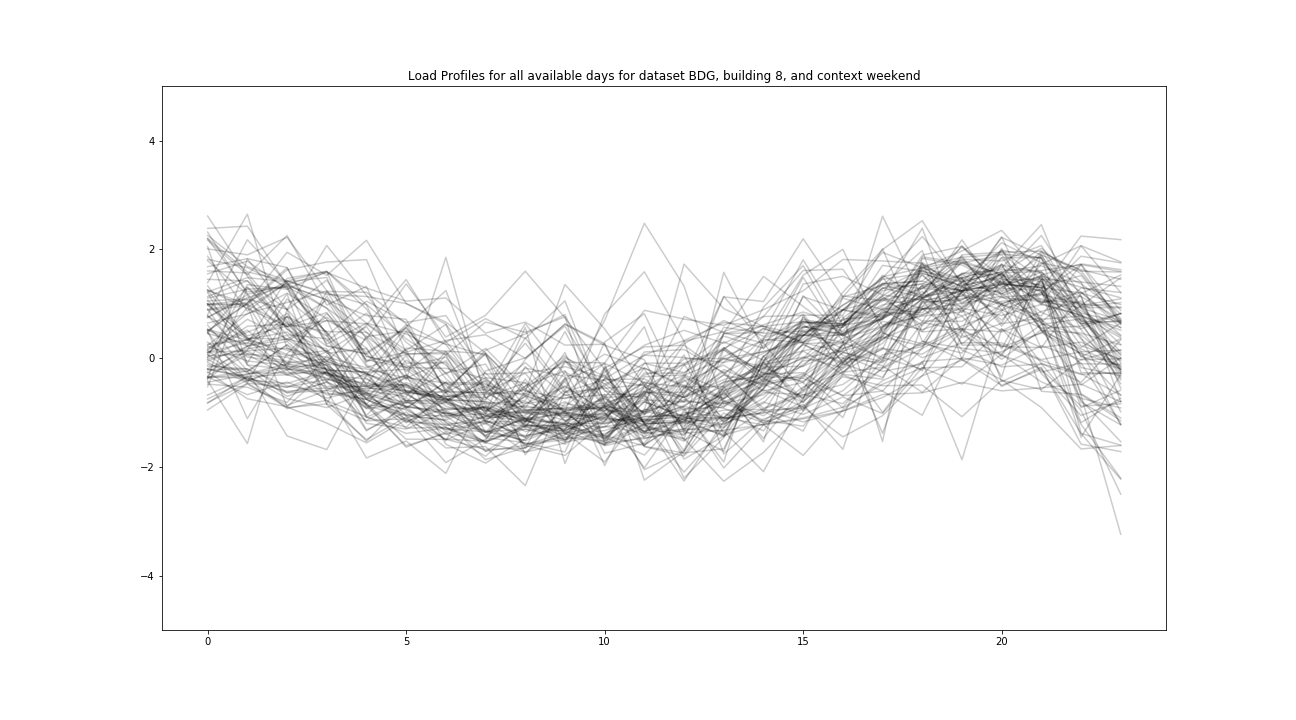 Load Profiles for all available days for dataset BDG, building 8, and context weekend
4
2
0
−2
−4
0 5 10 15 20